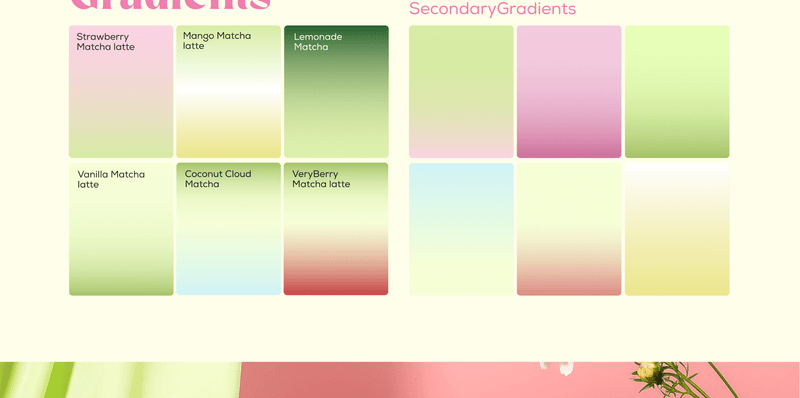 Gradients
SecondaryGradients
Strawberry
Matcha latte
Mango Matcha
latte
Lemonade
Matcha
Vanilla Matcha
latte
Coconut Cloud
Matcha
VeryBerry
Matcha latte